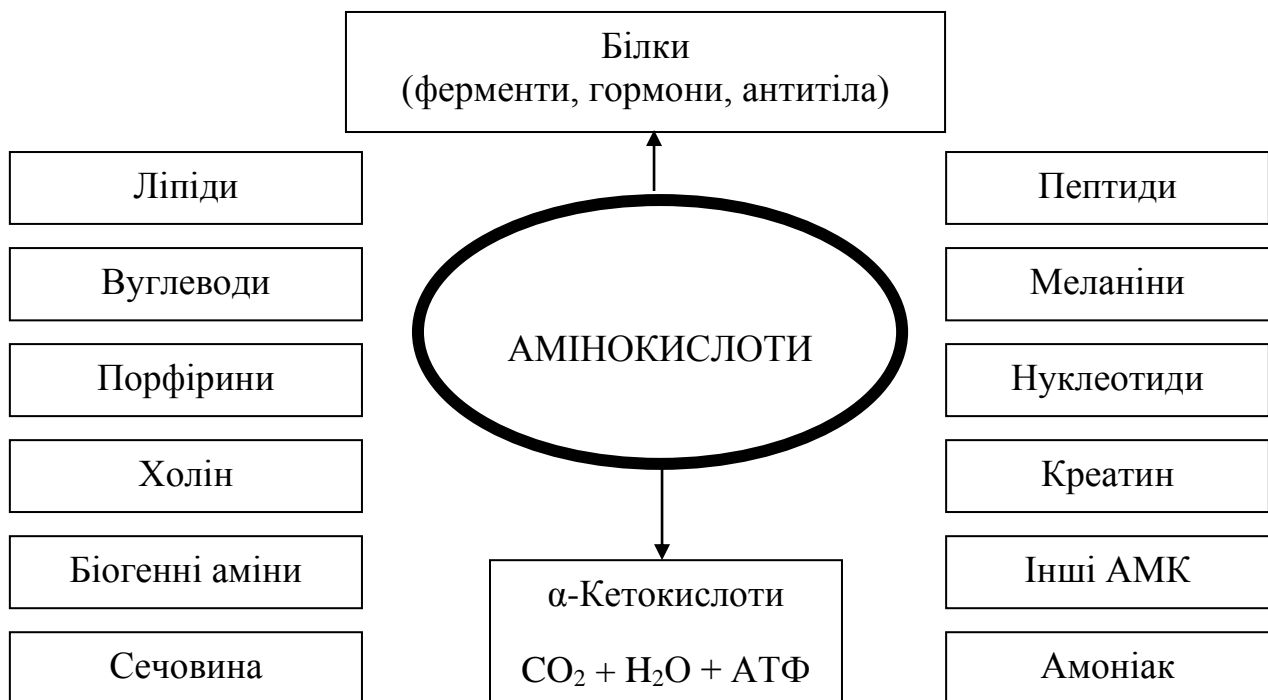 Білки
(ферменти, гормони, антитіла)
Ліпіди
Вуглеводи
Порфірини
Холін
Біогенні аміни
Сечовина
АМІНОКИСЛОТИ
α-Кетокислоти
CO₂ + H₂O + АТФ
Пептиди
Меланіни
Нуклеотиди
Креатин
Інші АМК
Амоніак